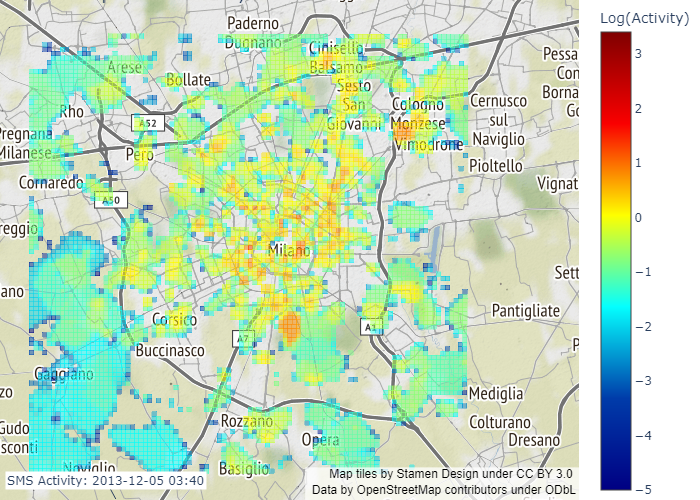 Log(Activity)
Paderno
Dugnano
Cinisello
Balsamo
Arese
Bollate
Sesto
San
Giovanni
Cologno
Monzese
Cernusco
sul
Naviglio
Pessa
Con
Borna
Go
Rho
A52
Pregnana
Milanese
Pero
Vimodrone
Pioltello
Cornaredo
A50
Vignat
reggio
Milano
Sett
ano
Pantigliate
Corsico
A7
A1
Buccinasco
P
Gaggiano
zo
Mediglia
Gudo
sconti
Rozzano
Colturano
Opera
Dresano
Noviglio
Basiglio
3
2
1
0
−1
−2
−3
−4
−5
SMS Activity: 2013-12-05 03:40
Map tiles by Stamen Design under CC BY 3.0
Data by OpenStreetMap contributors under ODbL